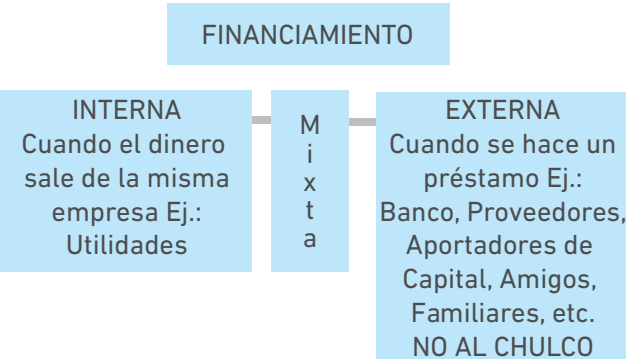 FINANCIAMIENTO
INTERNA
Cuando el dinero
sale de la misma
empresa Ej.:
Utilidades
Mixta
EXTERNA
Cuando se hace un
préstamo Ej.:
Banco, Proveedores,
Aportadores de
Capital, Amigos,
Familiares, etc.
NO AL CHULCO